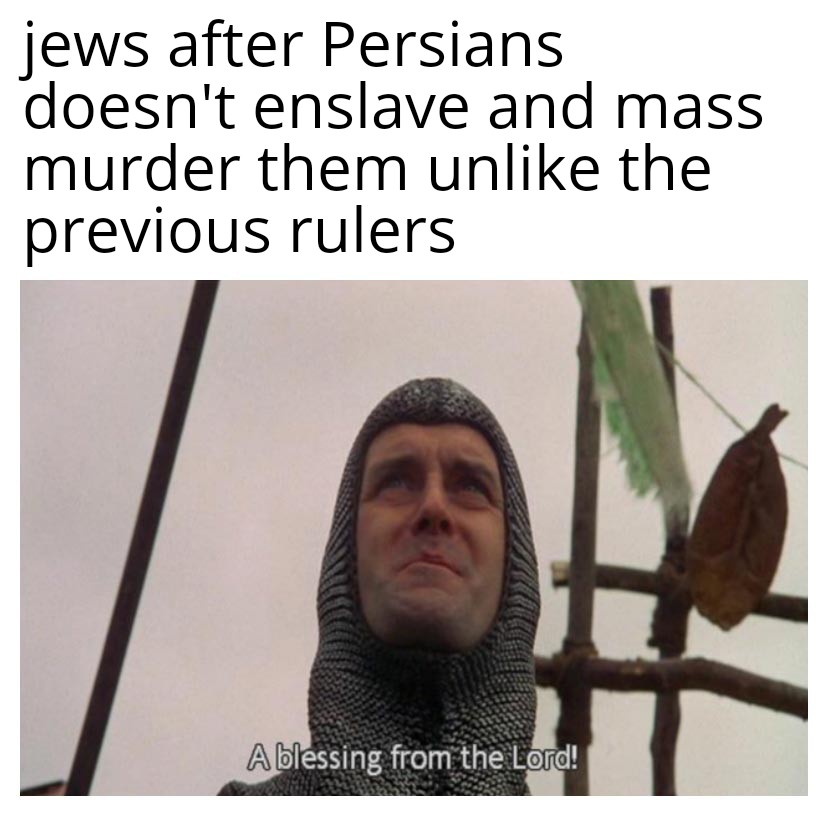 jews after Persians
doesn't enslave and mass
murder them unlike the
previous rulers
A blessing from the Lord!